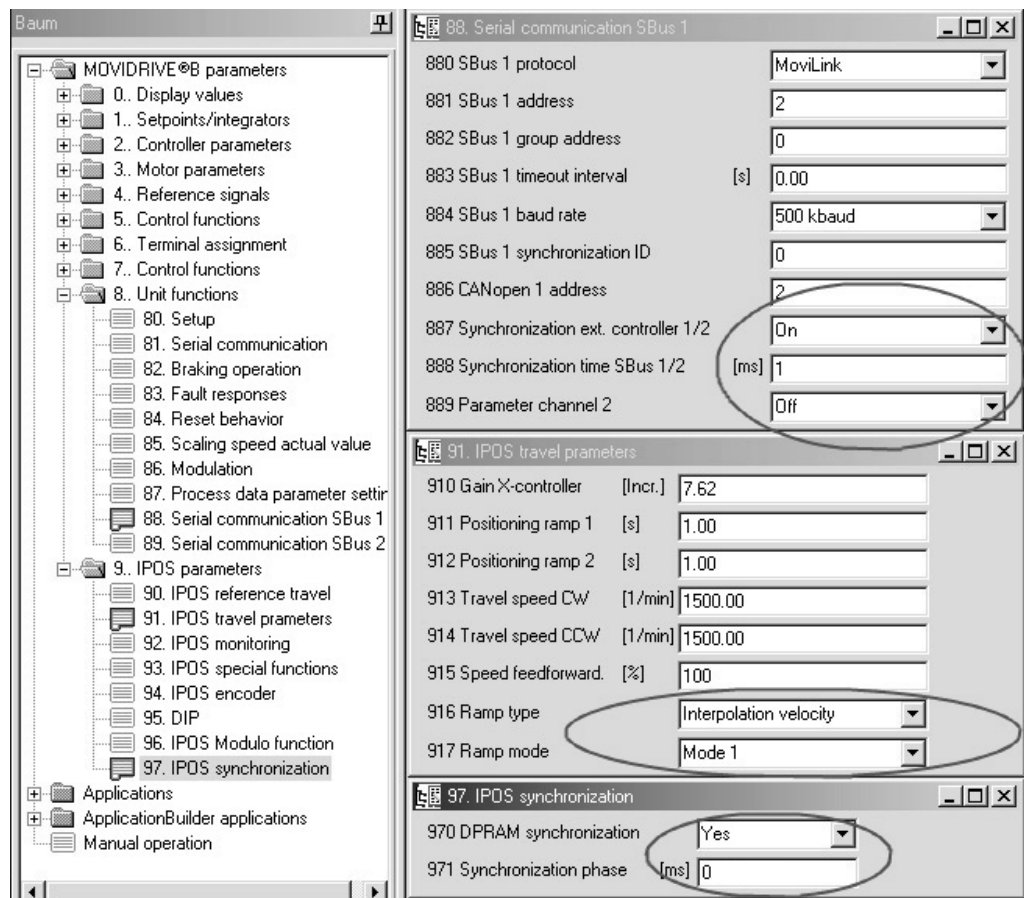 Baum
MOVIDRIVE®B parameters
0.. Display values
1.. Setpoints/integrators
2.. Controller parameters
3.. Motor parameters
4.. Reference signals
5.. Control functions
6.. Terminal assignment
7.. Control functions
8.. Unit functions
80. Setup
81. Serial communication
82. Braking operation
83. Fault responses
84. Reset behavior
85. Scaling speed actual value
86. Modulation
87. Process data parameter settir
88. Serial communication SBus 1
89. Serial communication SBus 2
9.. IPOS parameters
90. IPOS reference travel
91. IPOS travel prameters
92. IPOS monitoring
93. IPOS special functions
94. IPOS encoder
95. DIP
96. IPOS Modulo function
97. IPOS synchronization
Applications
ApplicationBuilder applications
Manual operation
88. Serial communication SBus 1
880 SBus 1 protocol MoviLink
881 SBus 1 address 2
882 SBus 1 group address 0
883 SBus 1 timeout interval [s] 0.00
884 SBus 1 baud rate 500 kbaud
885 SBus 1 synchronization ID 0
886 CANopen 1 address 2
887 Synchronization ext. controller 1/2 On
888 Synchronization time SBus 1/2 [ms] 1
889 Parameter channel 2 Off
91. IPOS travel prameters
910 Gain X-controller [Incr.] 7.62
911 Positioning ramp 1 [s] 1.00
912 Positioning ramp 2 [s] 1.00
913 Travel speed CW [1/min] 1500.00
914 Travel speed CCW [1/min] 1500.00
915 Speed feedforward. [%] 100
916 Ramp type Interpolation velocity
917 Ramp mode Mode 1
97. IPOS synchronization
970 DPRAM synchronization Yes
971 Synchronization phase [ms] 0